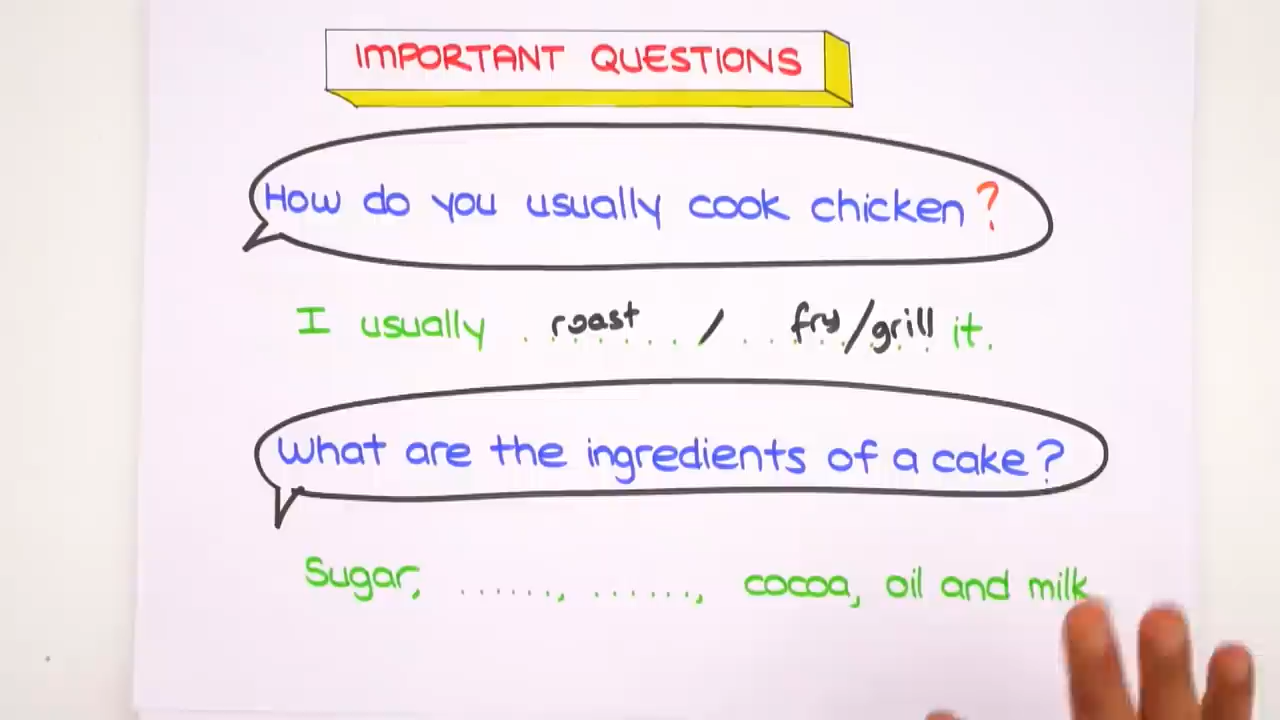 IMPORTANT QUESTIONS
How do you usually cook chicken?
I usually ..roast.../...fry/grill it.
What are the ingredients of a cake?
Sugar, ......, ......, cocoa, oil and milk